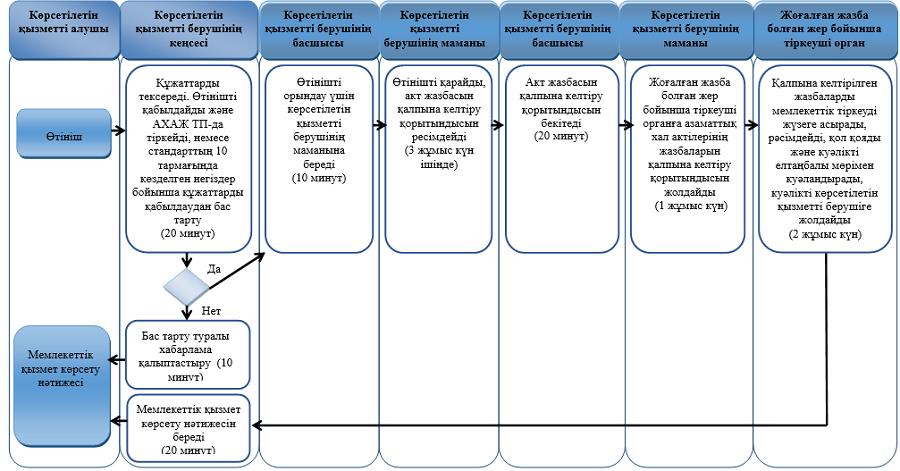 Көрсетілетін
қызметті алушы
Көрсетілетін
қызметті берушінің
кеңсесі
Көрсетілетін
қызметті берушінің
басшысы
Көрсетілетін
қызметті
берушінің маманы
Көрсетілетін
қызметті берушінің
басшысы
Көрсетілетін
қызметті берушінің
маманы
Жоғалған жазба
болған жер бойынша
тіркеуші орган
Өтініш
Құжаттарды
тексереді. Өтінішті
қабылдайды және
АХАЖ ТП-да
тіркейді, немесе
стандарттың 10
тармағында
көзделген негіздер
бойынша құжаттарды
қабылдаудан бас
тарту
(20 минут)
Өтінішті
орындау үшін
көрсетілетін
қызметті
берушінің
маманына
береді
(10 минут)
Өтінішті қарайды,
акт жазбасын
қалпына келтіру
қорытындысын
ресімдейді
(3 жұмыс күн
ішінде)
Акт жазбасын
қалпына келтіру
қорытындысын
бекітеді
(20 минут)
Жоғалған жазба
болған жер
бойынша тіркеуші
органға азаматтық
хал актілерінің
жазбаларын
қалпына келтіру
қорытындысын
жолдайды
(1 жұмыс күн)
Қалпына келтірілген
жазбаларды
мемлекеттік тіркеуді
жүзеге асырады,
рәсімдейді, қол қояды
және куәлікті
елтаңбалы мөрімен
куәландырады,
куәлікті көрсетілетін
қызметті берушіге
жолдайды
(2 жұмыс күн)
Да
Нет
Бас тарту туралы
хабарлама
қалыптастыру (10
минут)
Мемлекеттік
қызмет көрсету
нәтижесі
Мемлекеттік қызмет
көрсету нәтижесін
береді
(20 минут)